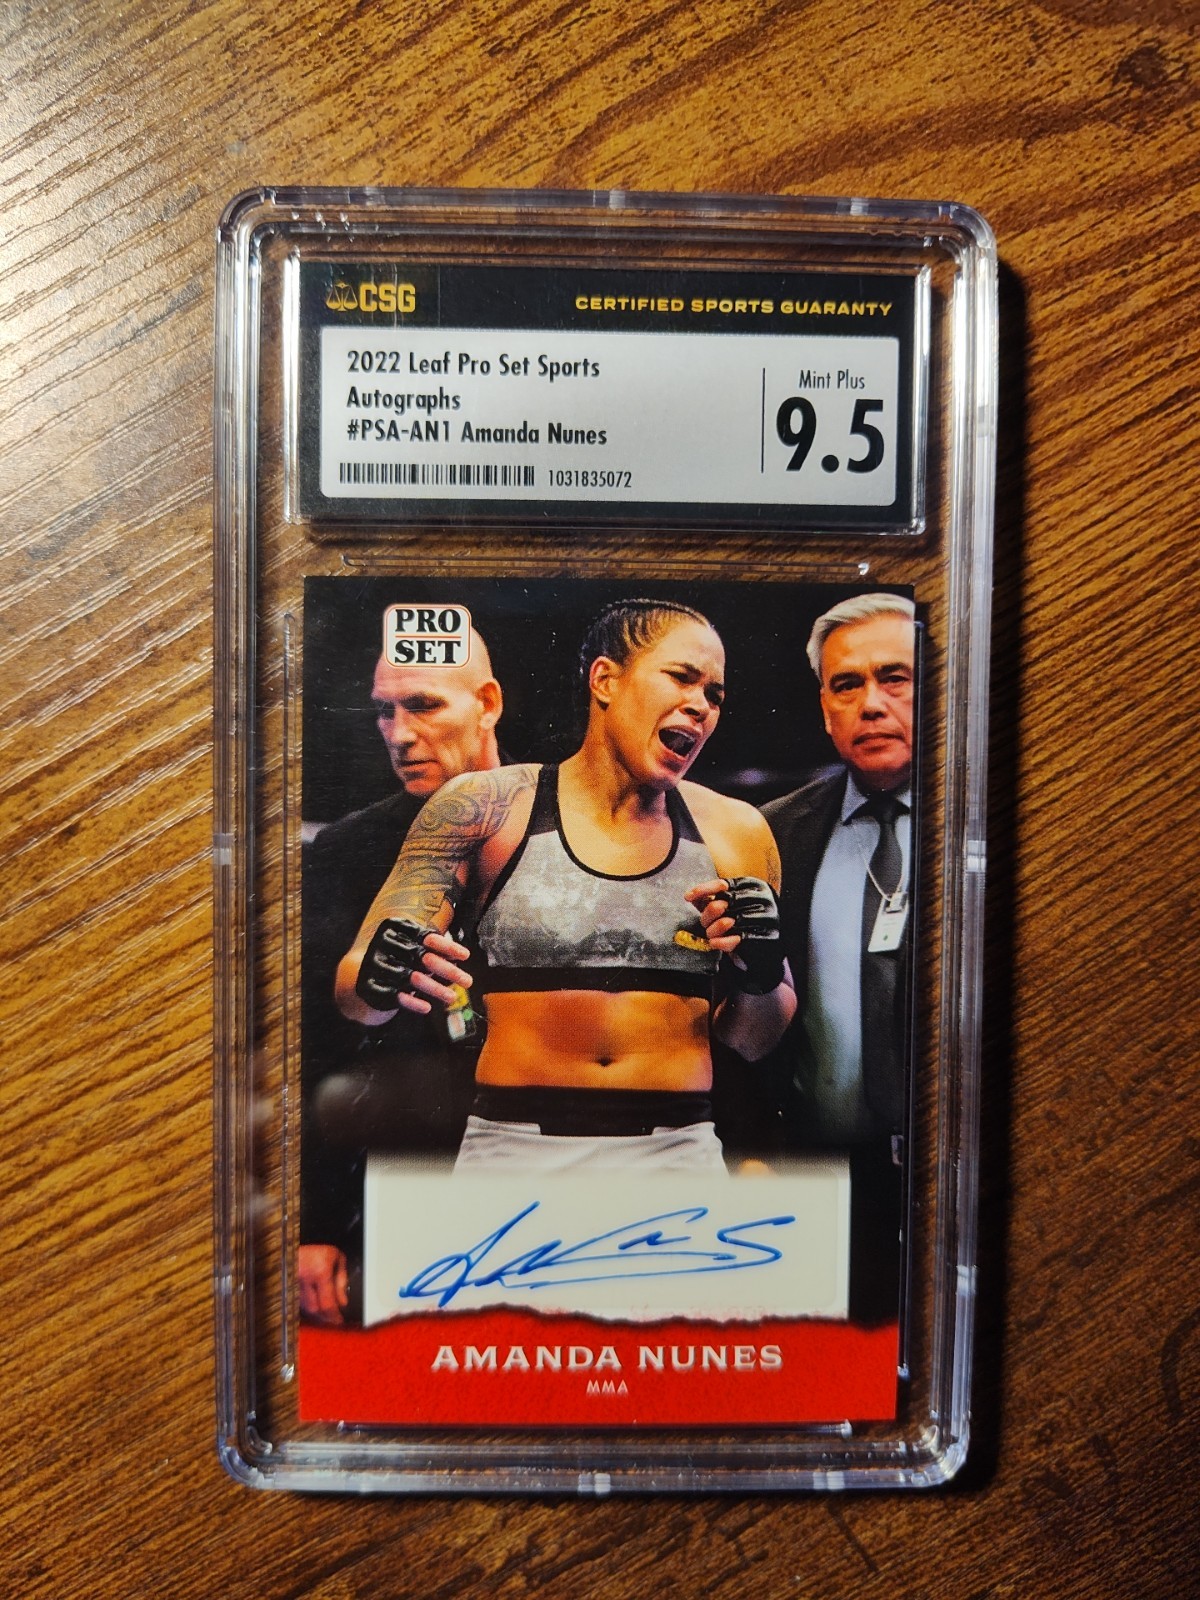 CSG
CERTIFIED SPORTS GUARANTY
2022 Leaf Pro Set Sports
Autographs
#PSA-AN1 Amanda Nunes
1031835072
Mint Plus
9.5
PRO
SET
AMANDA NUNES
MMA